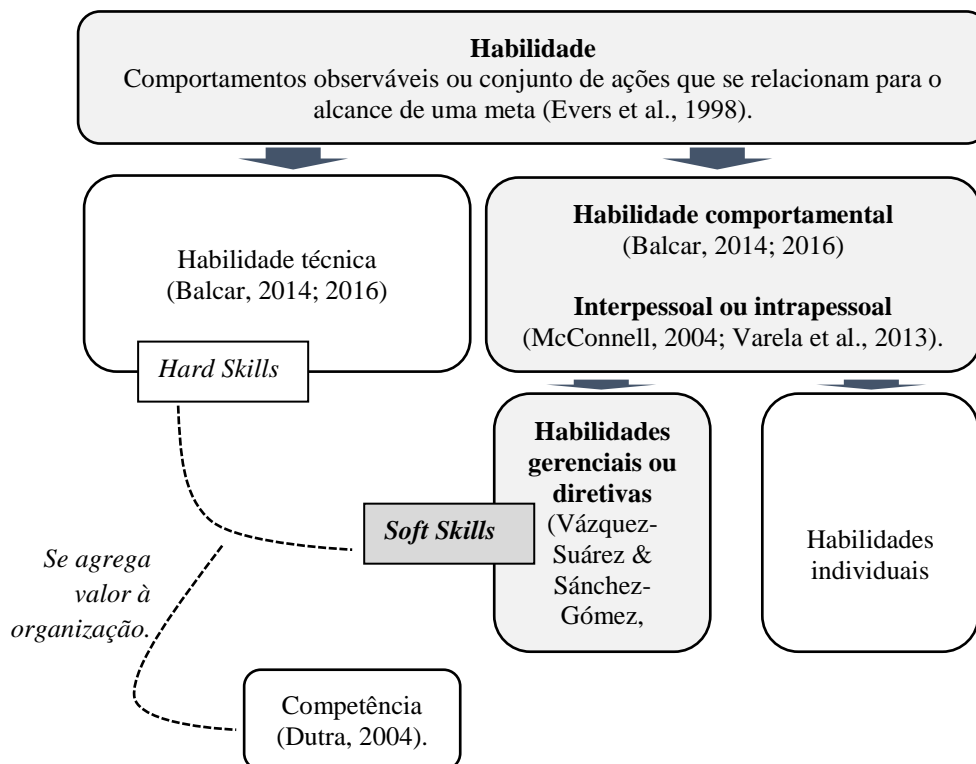 Habilidade
Comportamentos observáveis ou conjunto de ações que se relacionam para o
alcance de uma meta (Evers et al., 1998).
Habilidade técnica
(Balcar, 2014; 2016)
Hard Skills
Habilidade comportamental
(Balcar, 2014; 2016)
Interpessoal ou intrapessoal
(McConnell, 2004; Varela et al., 2013).
Habilidades
gerenciais ou
diretivas
(Vázquez-
Suárez &
Sánchez-
Gómez,
Soft Skills
Habilidades
individuais
Se agrega
valor à
organização.
Competência
(Dutra, 2004).